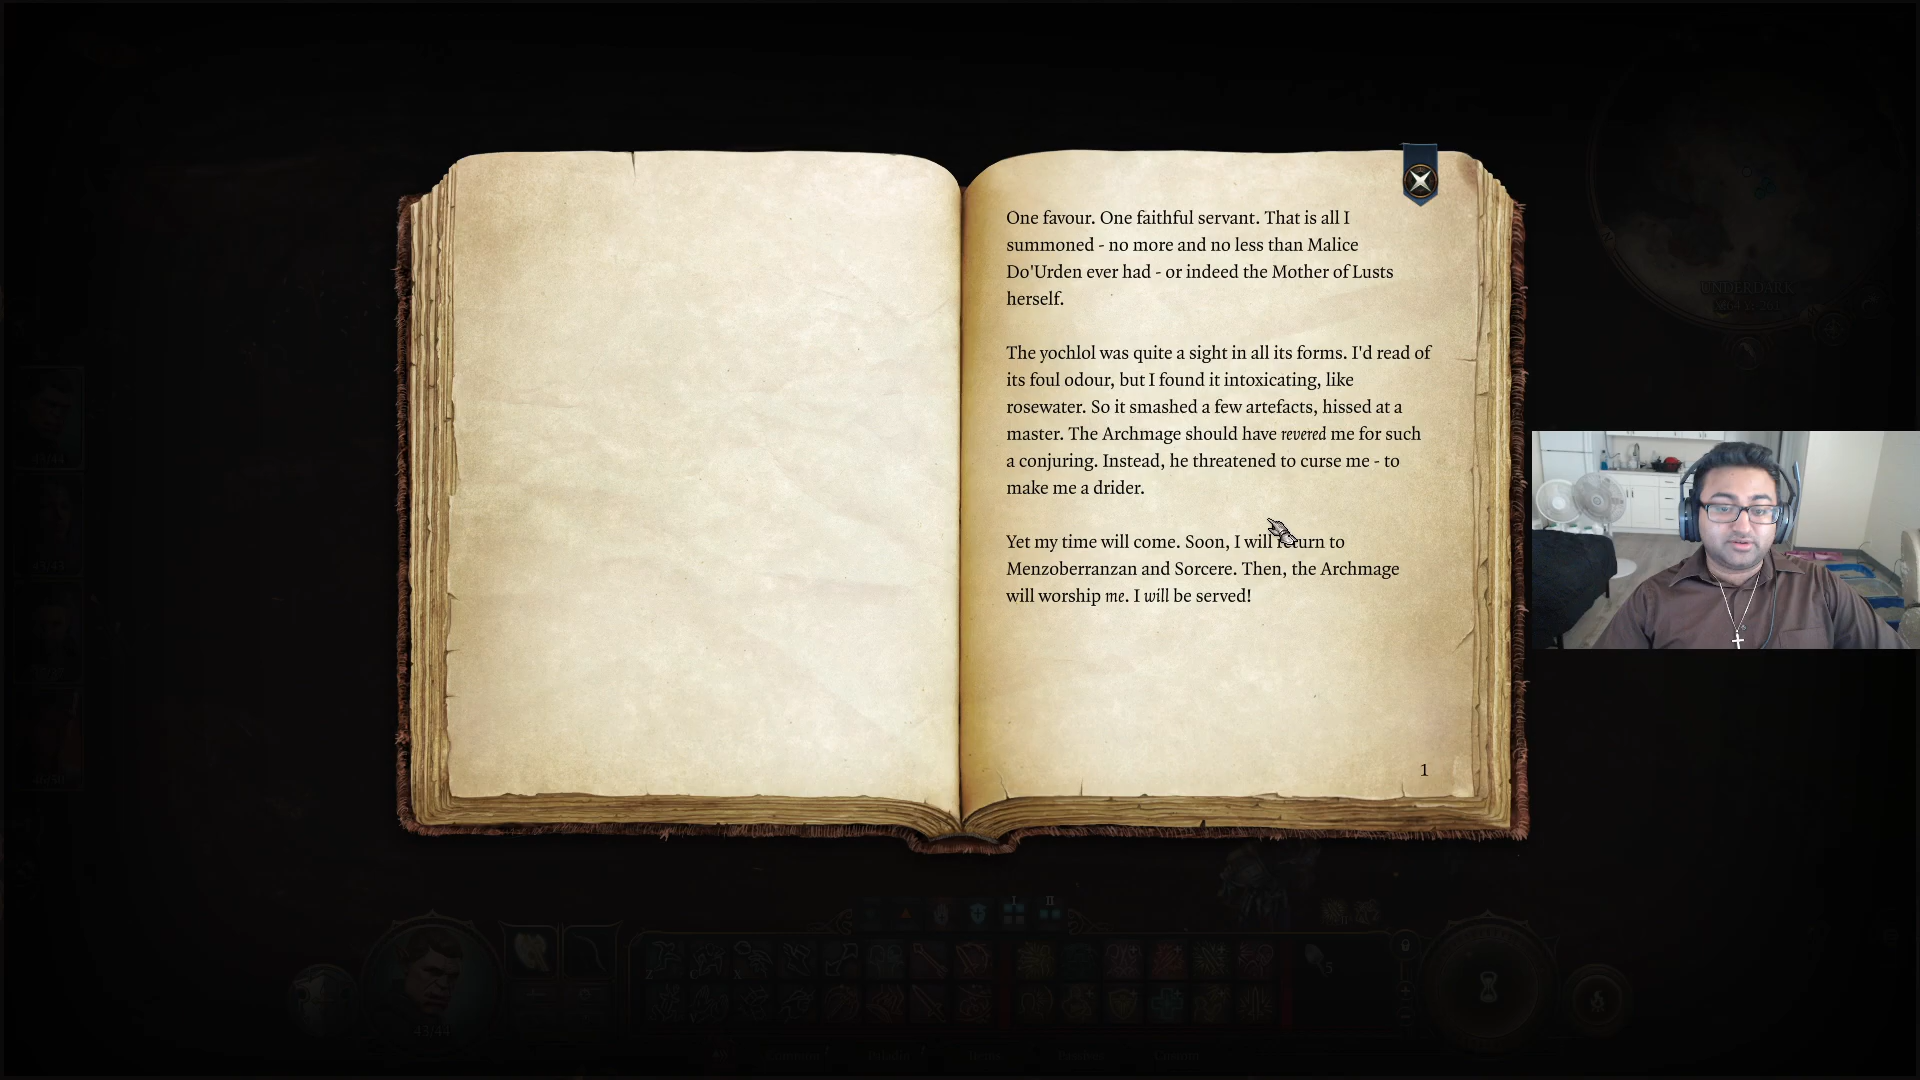 One favour. One faithful servant. That is all I
summoned - no more and no less than Malice
Do'Urden ever had - or indeed the Mother of Lusts
herself.
The yochlol was quite a sight in all its forms. I'd read of
its foul odour, but I found it intoxicating, like
rosewater. So it smashed a few artefacts, hissed at a
master. The Archmage should have revered me for such
a conjuring. Instead, he threatened to curse me - to
make me a drider.
Yet my time will come. Soon, I will return to
Menzoberranzan and Sorcere. Then, the Archmage
will worship me. I will be served!
1
UNDERDARK
I
II
5
43/44